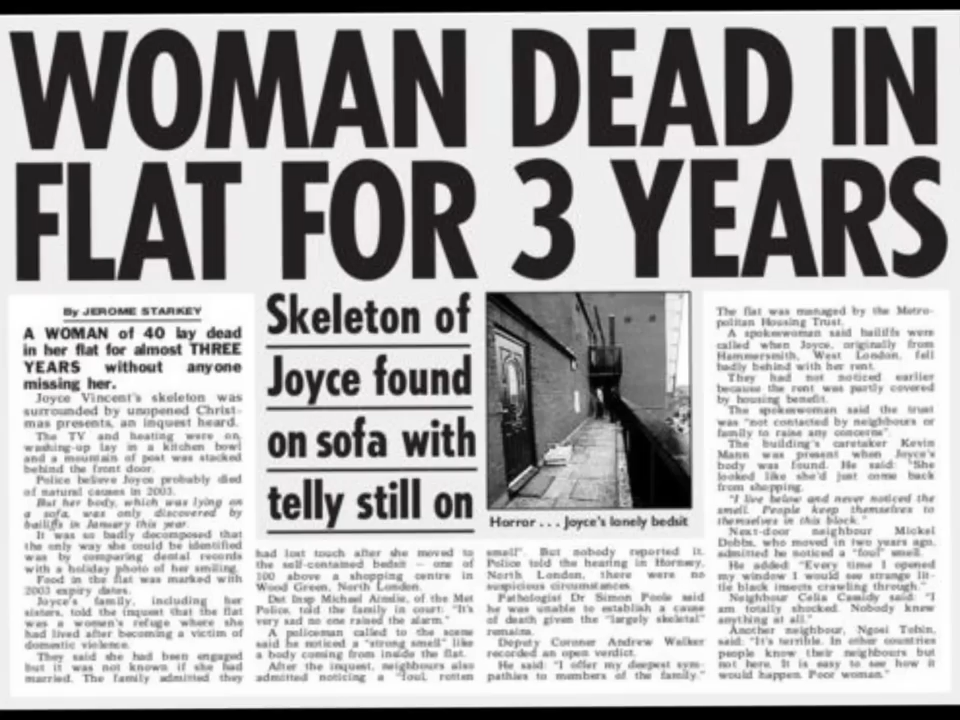 WOMAN DEAD IN
FLAT FOR 3 YEARS
By JEROME STARKEY
A WOMAN of 40 lay dead
in her flat for almost THREE
YEARS without anyone
missing her.
Joyce Vincent's skeleton was
surrounded by unopened Christ-
mas presents, an inquest heard.
The TV and heating were on,
washing-up lay in a kitchen bowl
and a mountain of post was stacked
behind the front door.
Police believe Joyce probably died
of natural causes in 2003.
But her body, which was lying on
a sofa, was only discovered by
bailiffs in January this year.
It was so badly decomposed that
the only way she could be identified
was by comparing dental records
with a holiday photo of her smiling.
Food in the flat was marked with
2003 expiry dates.
Joyce's family, including her
sisters, told the inquest that the flat
was a women's refuge where she
had lived after becoming a victim of
domestic violence.
They said she had been engaged
but it was not known if she had
married. The family admitted they
Skeleton of
Joyce found
on sofa with
telly still on
had lost touch after she moved to
the self-contained bedsit — one of
100 above a shopping centre in
Wood Green, North London.
Det Insp Michael Ainslie, of the Met
Police, told the family in court: "It's
very sad no one raised the alarm."
A policeman called to the scene
said he noticed a "strong smell" like
a body coming from inside the flat.
After the inquest, neighbours also
admitted noticing a "foul, rotten
Horror . . . Joyce's lonely bedsit
smell". But nobody reported it.
Police told the hearing in Hornsey,
North London, there were no
suspicious circumstances.
Pathologist Dr Simon Poole said
he was unable to establish a cause
of death given the "largely skeletal"
remains.
Deputy Coroner Andrew Walker
recorded an open verdict.
He said: "I offer my deepest sym-
pathies to members of the family."
The flat was managed by the Metro-
politan Housing Trust.
A spokeswoman said bailiffs were
called when Joyce, originally from
Hammersmith, West London, fell
badly behind with her rent.
They had not noticed earlier
because the rent was partly covered
by housing benefit.
The spokeswoman said the trust
was "not contacted by neighbours or
family to raise any concerns".
The building's caretaker Kevin
Mann was present when Joyce's
body was found. He said: "She
looked like she'd just come back
from shopping.
"I live below and never noticed the
smell. People keep themselves to
themselves in this block."
Next-door neighbour Mickel
Dobbs, who moved in two years ago,
admitted he noticed a "foul" smell.
He added: "Every time I opened
my window I would see strange lit-
tle black insects crawling through."
Neighbour Celia Cassidy said: "I
am totally shocked. Nobody knew
anything at all."
Another neighbour, Ngosi Tobin,
said: "It's terrible. In other countries
people know their neighbours but
not here. It is easy to see how it
would happen. Poor woman."